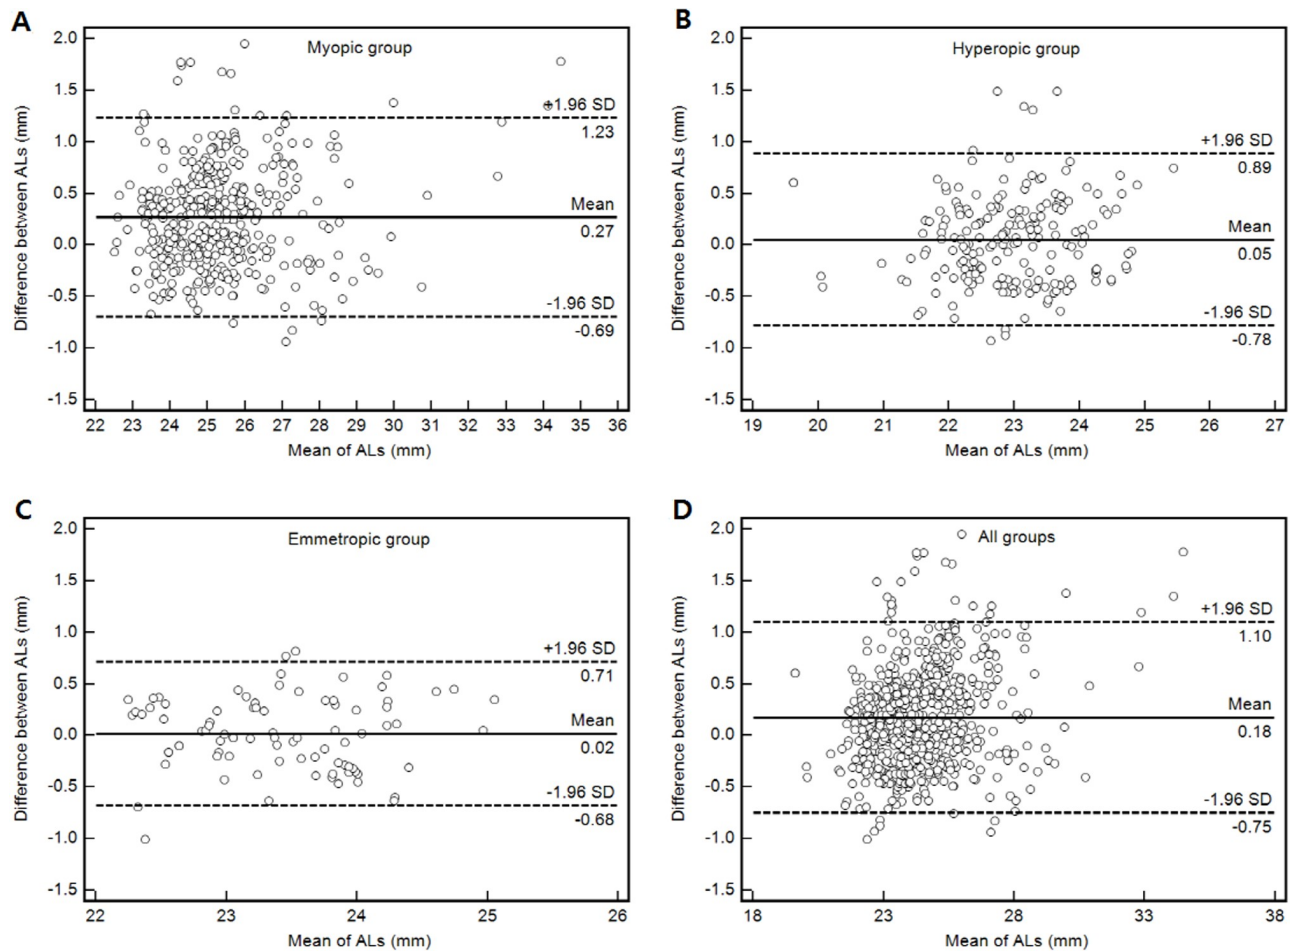 A
Myopic group
Difference between ALs (mm)
2.0
1.5
1.0
0.5
0.0
-0.5
-1.0
-1.5
+1.96 SD
1.23
Mean
0.27
-1.96 SD
-0.69
22 23 24 25 26 27 28 29 30 31 32 33 34 35 36
Mean of ALs (mm)
B
Hyperopic group
Difference between ALs (mm)
2.0
1.5
1.0
0.5
0.0
-0.5
-1.0
-1.5
+1.96 SD
0.89
Mean
0.05
-1.96 SD
-0.78
19 20 21 22 23 24 25 26 27
Mean of ALs (mm)
C
Emmetropic group
Difference between ALs (mm)
2.0
1.5
1.0
0.5
0.0
-0.5
-1.0
-1.5
+1.96 SD
0.71
Mean
0.02
-1.96 SD
-0.68
22 23 24 25 26
Mean of ALs (mm)
D
All groups
Difference between ALs (mm)
2.0
1.5
1.0
0.5
0.0
-0.5
-1.0
-1.5
+1.96 SD
1.10
Mean
0.18
-1.96 SD
-0.75
18 23 28 33 38
Mean of ALs (mm)